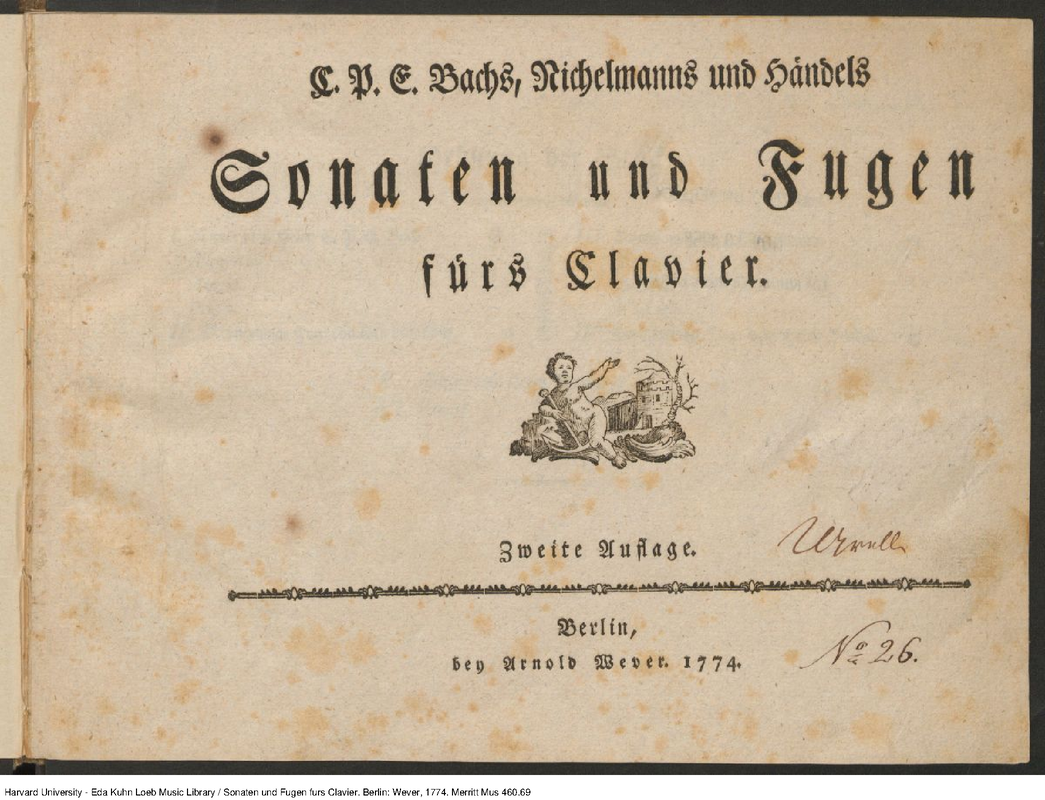 C. P. E. Bachs, Nichelmanns und Händels
Sonaten und Fugen
fürs Clavier.
Zweite Auflage.
Berlin,
bey Arnold Wever. 1774.
No 26.
Harvard University - Eda Kuhn Loeb Music Library / Sonaten und Fugen furs Clavier. Berlin: Wever, 1774. Merritt Mus 460.69